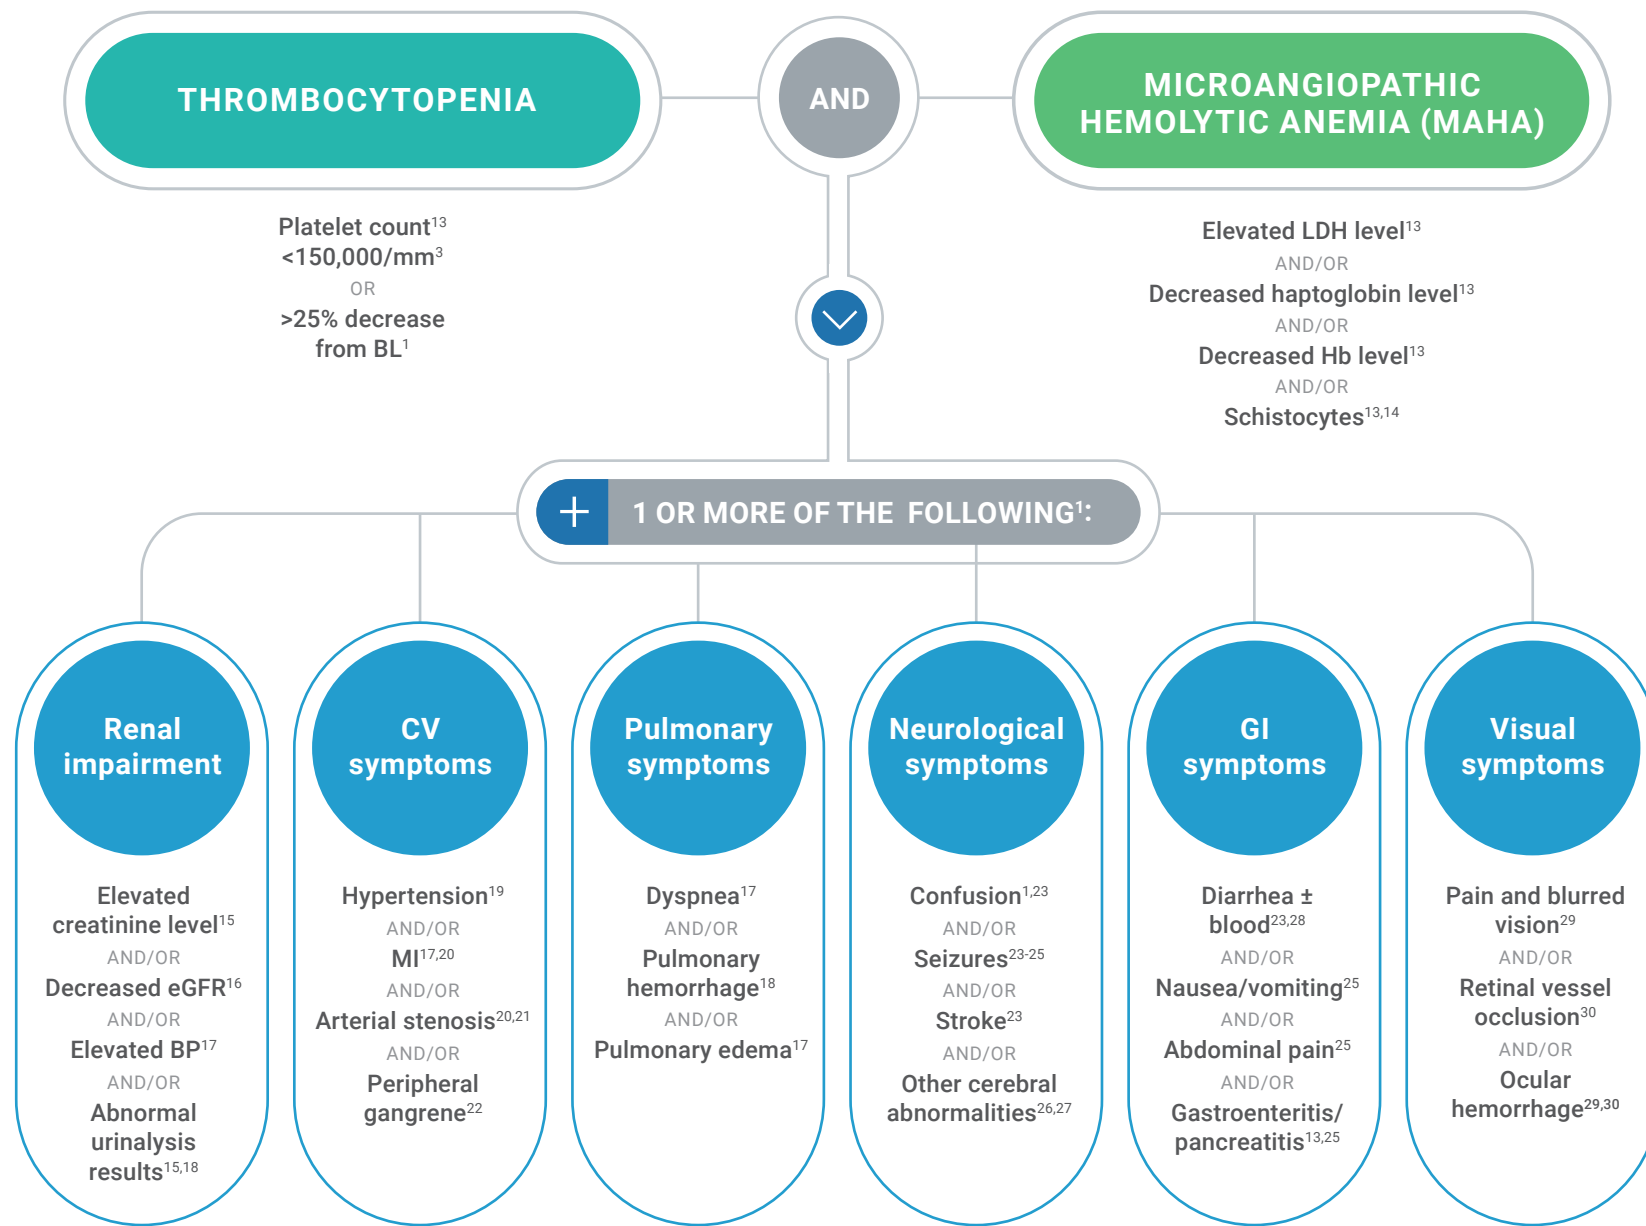 THROMBOCYTOPENIA
AND
MICROANGIOPATHIC
HEMOLYTIC ANEMIA (MAHA)
Platelet count¹³
<150,000/mm³
OR
>25% decrease
from BL¹
Elevated LDH level¹³
AND/OR
Decreased haptoglobin level¹³
AND/OR
Decreased Hb level¹³
AND/OR
Schistocytes¹³,¹⁴
+ 1 OR MORE OF THE FOLLOWING¹:
Renal
impairment
Elevated
creatinine level¹⁵
AND/OR
Decreased eGFR¹⁶
AND/OR
Elevated BP¹⁷
AND/OR
Abnormal
urinalysis
results¹⁵,¹⁸
CV
symptoms
Hypertension¹⁹
AND/OR
MI¹⁷,²⁰
AND/OR
Arterial stenosis²⁰,²¹
AND/OR
Peripheral
gangrene²²
Pulmonary
symptoms
Dyspnea¹⁷
AND/OR
Pulmonary
hemorrhage¹⁸
AND/OR
Pulmonary edema¹⁷
Neurological
symptoms
Confusion¹,²³
AND/OR
Seizures²³⁻²⁵
AND/OR
Stroke²³
AND/OR
Other cerebral
abnormalities²⁶,²⁷
GI
symptoms
Diarrhea ±
blood²³,²⁸
AND/OR
Nausea/vomiting²⁵
AND/OR
Abdominal pain²⁵
AND/OR
Gastroenteritis/
pancreatitis¹³,²⁵
Visual
symptoms
Pain and blurred
vision²⁹
AND/OR
Retinal vessel
occlusion³⁰
AND/OR
Ocular
hemorrhage²⁹,³⁰